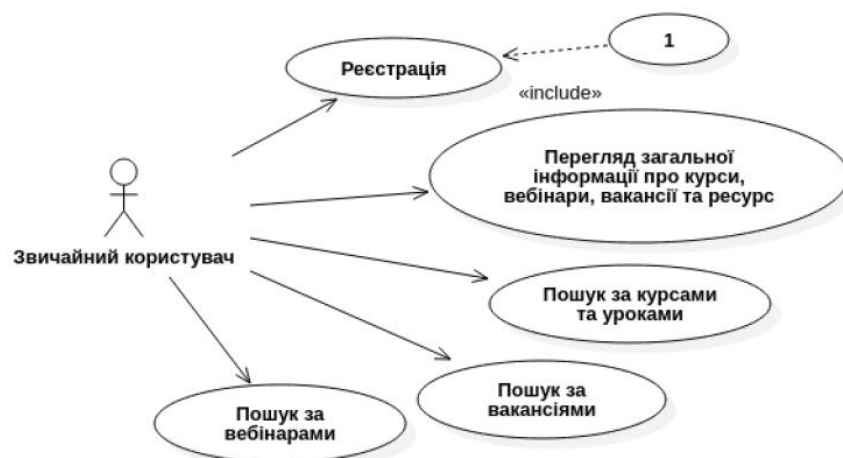 1
Реєстрація
«include»
Перегляд загальної
інформації про курси,
вебінари, вакансії та ресурс
Звичайний користувач
Пошук за курсами
та уроками
Пошук за
вакансіями
Пошук за
вебінарами